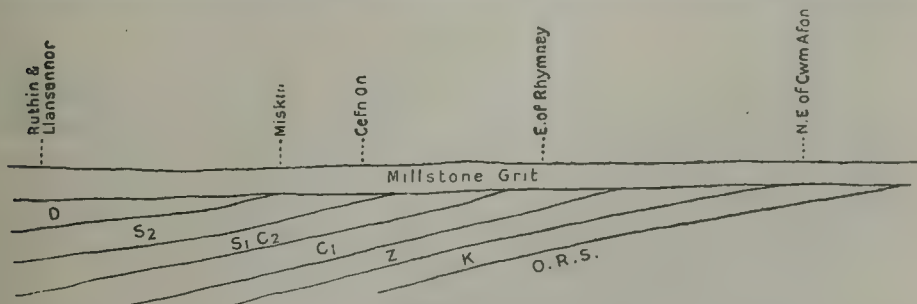 Ruthin &
Llansannor
Miskin
Cefn On
E. of Rhymney
N.E of Cwm Afon
Millstone Grit
D
S2
S1 C2
C1
Z
K
O.R.S.